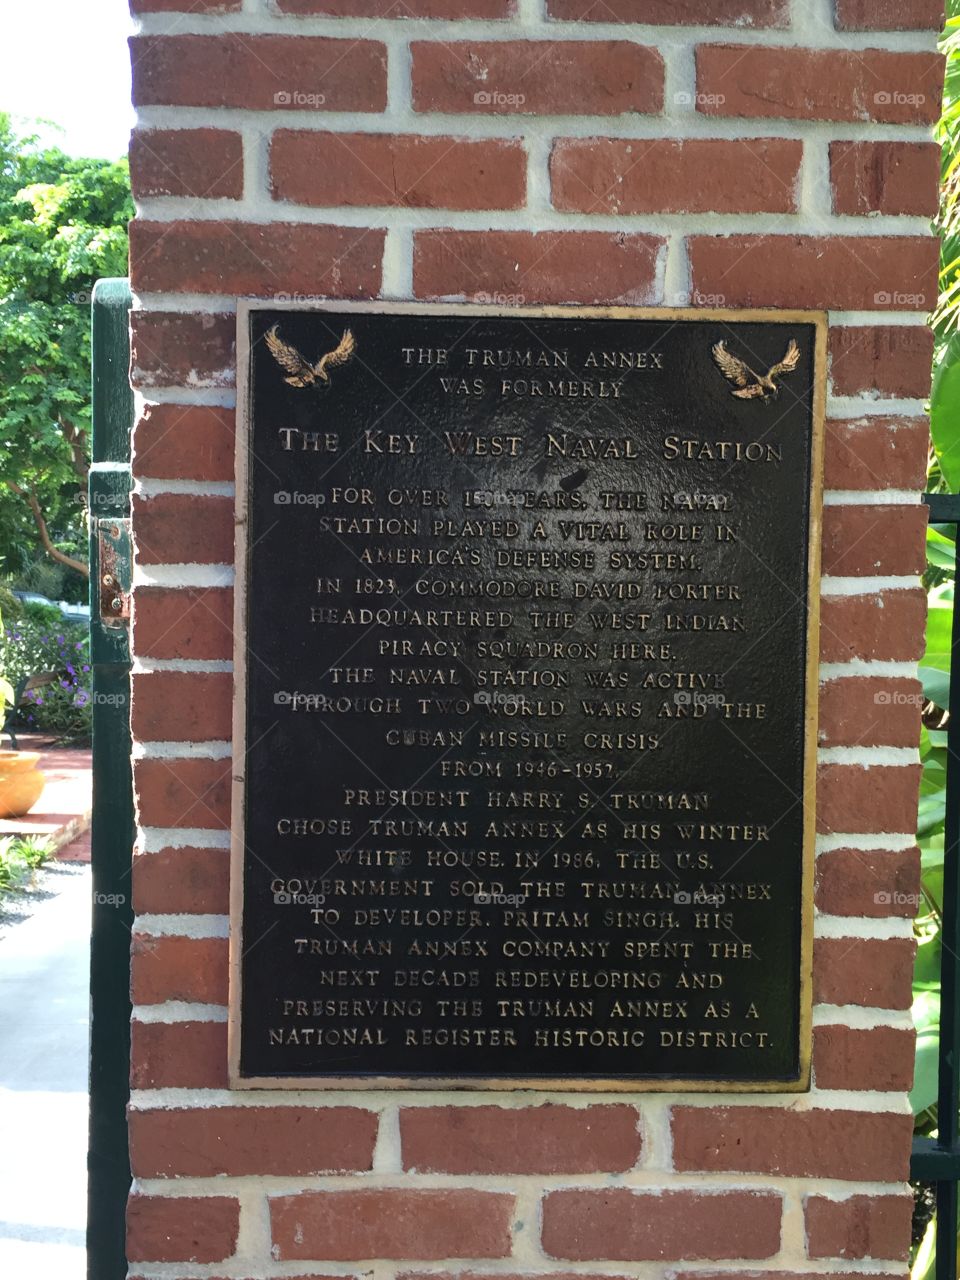 THE TRUMAN ANNEX
WAS FORMERLY
THE KEY WEST NAVAL STATION
FOR OVER 150 YEARS, THE NAVAL
STATION PLAYED A VITAL ROLE IN
AMERICA'S DEFENSE SYSTEM.
IN 1823, COMMODORE DAVID PORTER
HEADQUARTERED THE WEST INDIAN
PIRACY SQUADRON HERE.
THE NAVAL STATION WAS ACTIVE
THROUGH TWO WORLD WARS AND THE
CUBAN MISSILE CRISIS.
FROM 1946-1952,
PRESIDENT HARRY S. TRUMAN
CHOSE TRUMAN ANNEX AS HIS WINTER
WHITE HOUSE. IN 1986, THE U.S.
GOVERNMENT SOLD THE TRUMAN ANNEX
TO DEVELOPER, PRITAM SINGH. HIS
TRUMAN ANNEX COMPANY SPENT THE
NEXT DECADE REDEVELOPING AND
PRESERVING THE TRUMAN ANNEX AS A
NATIONAL REGISTER HISTORIC DISTRICT.